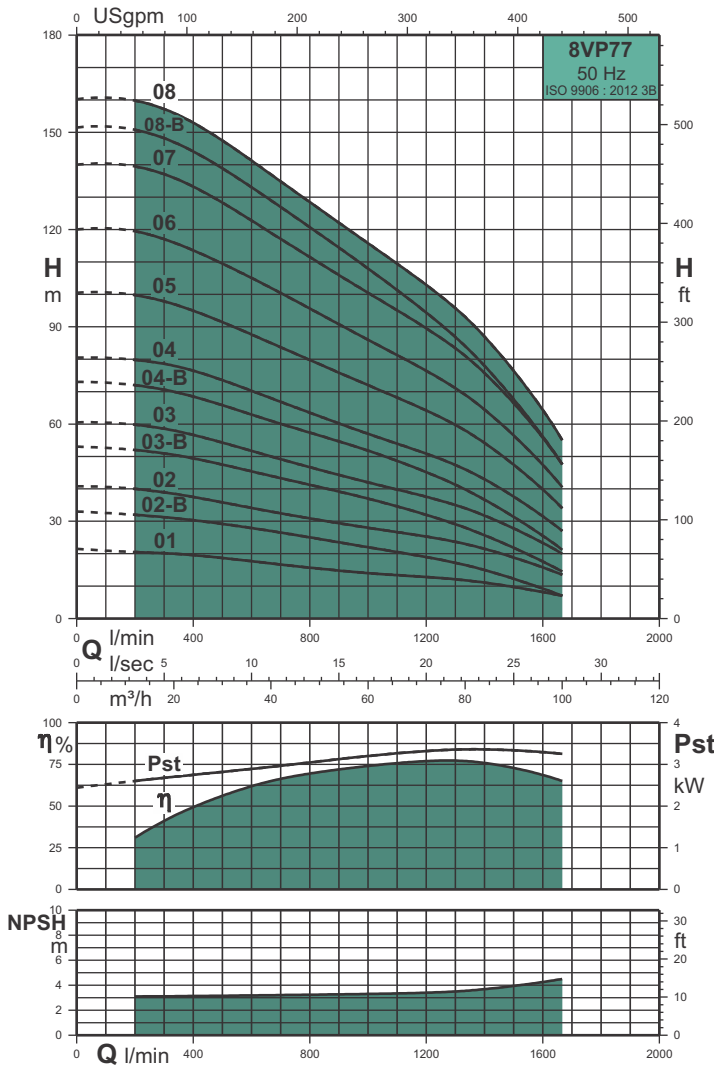 0 USgpm 100 200 300 400 500
180
8VP77
50 Hz
ISO 9906 : 2012 3B
08
150
08-B
500
07
120
06
400
H
m
H
ft
05
90
300
04
04-B
60
03
200
03-B
30
02
100
02-B
01
0
0
Q l/min
0 400 800 1200 1600 2000
l/sec
0 5 10 15 20 25 30
m³/h
0 20 40 60 80 100 120
100
4
η%
Pst
Pst
75
3
kW
η
50
2
25
1
0
0
NPSH
m
10
30
ft
8
6
20
4
10
2
0
0
0 Q l/min 400 800 1200 1600 2000